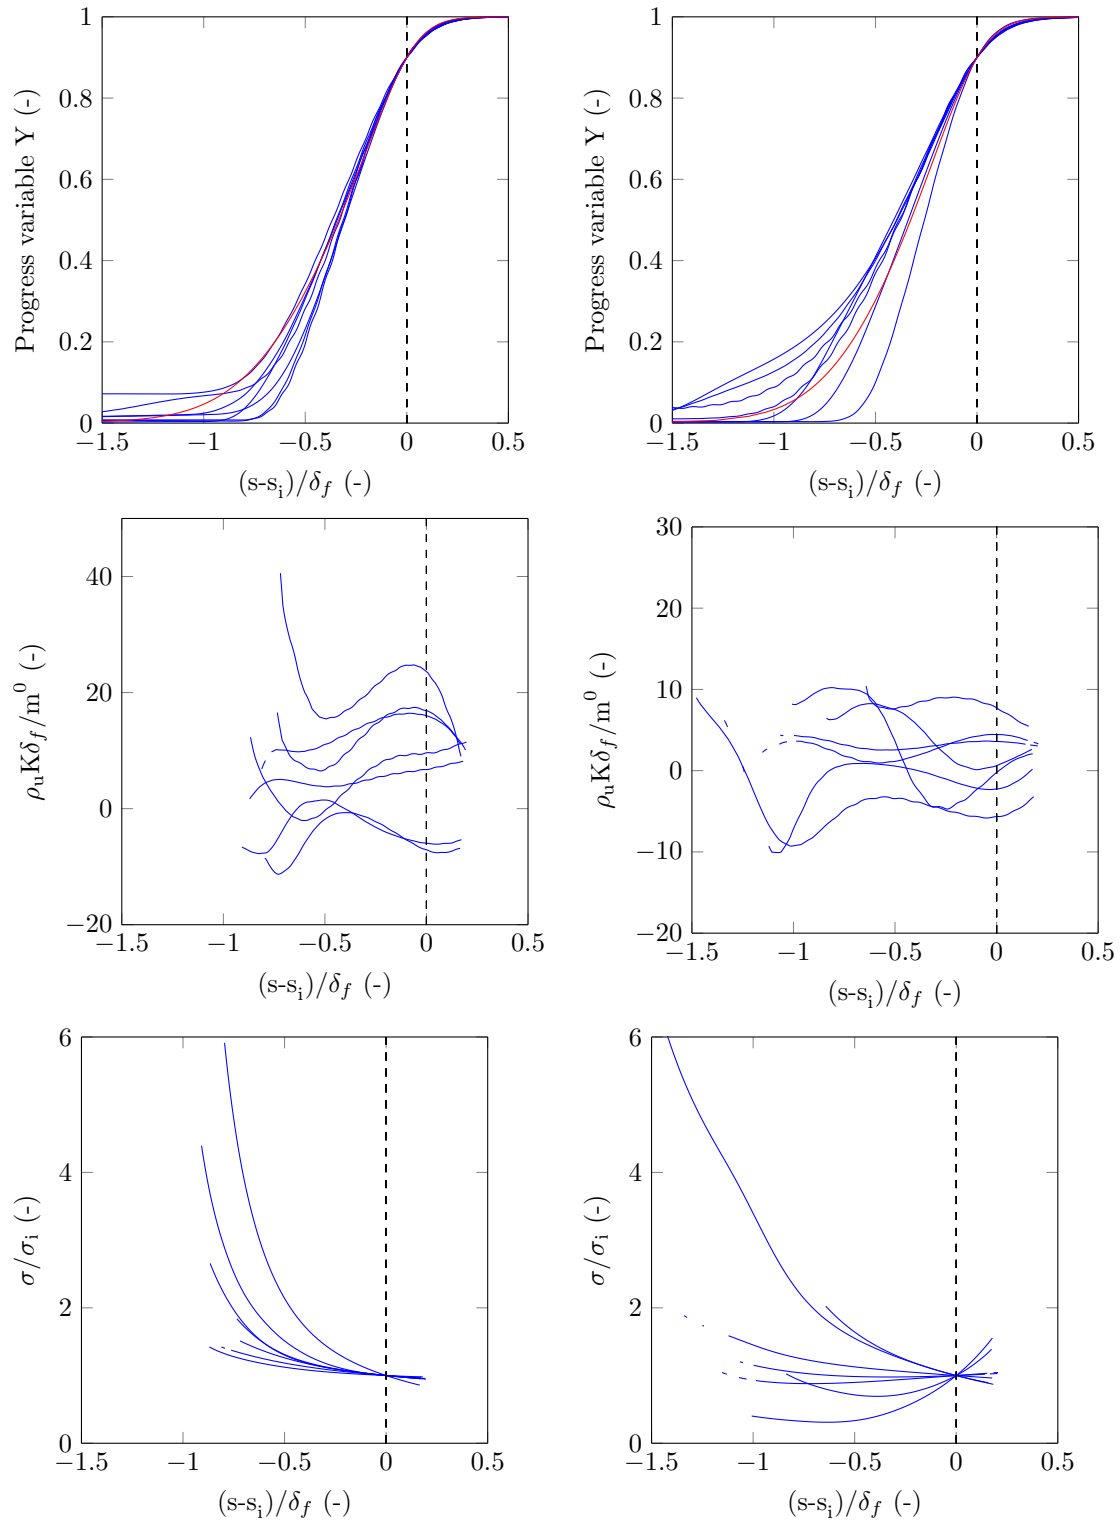 1
0.8
0.6
0.4
0.2
0
−1.5 −1 −0.5 0 0.5
Progress variable Y (-)
(s-s_i)/δ_f (-)
1
0.8
0.6
0.4
0.2
0
−1.5 −1 −0.5 0 0.5
Progress variable Y (-)
(s-s_i)/δ_f (-)
40
20
0
−20
−1.5 −1 −0.5 0 0.5
ρ_uKδ_f/m^0 (-)
(s-s_i)/δ_f (-)
30
20
10
0
−10
−20
−1.5 −1 −0.5 0 0.5
ρ_uKδ_f/m^0 (-)
(s-s_i)/δ_f (-)
6
4
2
0
−1.5 −1 −0.5 0 0.5
σ/σ_i (-)
(s-s_i)/δ_f (-)
6
4
2
0
−1.5 −1 −0.5 0 0.5
σ/σ_i (-)
(s-s_i)/δ_f (-)